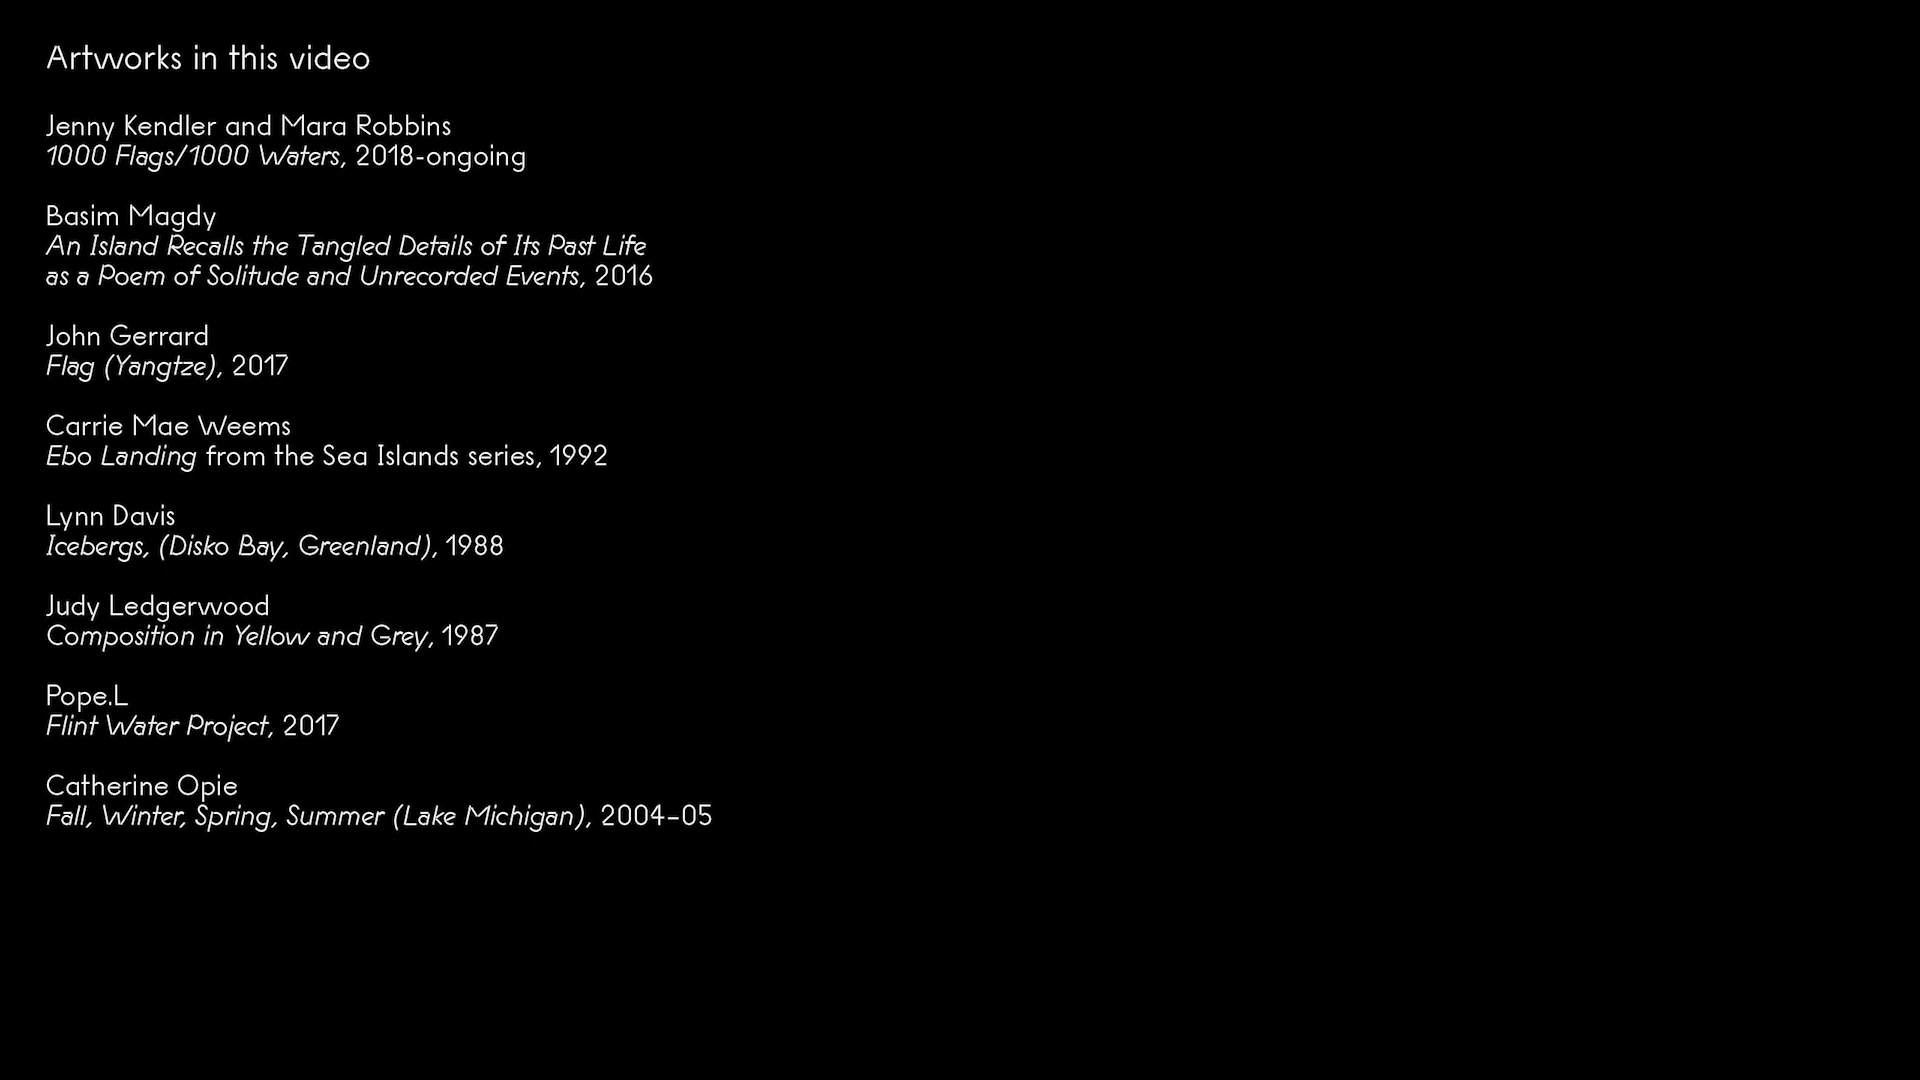 Artworks in this video
Jenny Kendler and Mara Robbins
1000 Flags/1000 Waters, 2018-ongoing
Basim Magdy
An Island Recalls the Tangled Details of Its Past Life
as a Poem of Solitude and Unrecorded Events, 2016
John Gerrard
Flag (Yangtze), 2017
Carrie Mae Weems
Ebo Landing from the Sea Islands series, 1992
Lynn Davis
Icebergs, (Disko Bay, Greenland), 1988
Judy Ledgerwood
Composition in Yellow and Grey, 1987
Pope.L
Flint Water Project, 2017
Catherine Opie
Fall, Winter, Spring, Summer (Lake Michigan), 2004–05